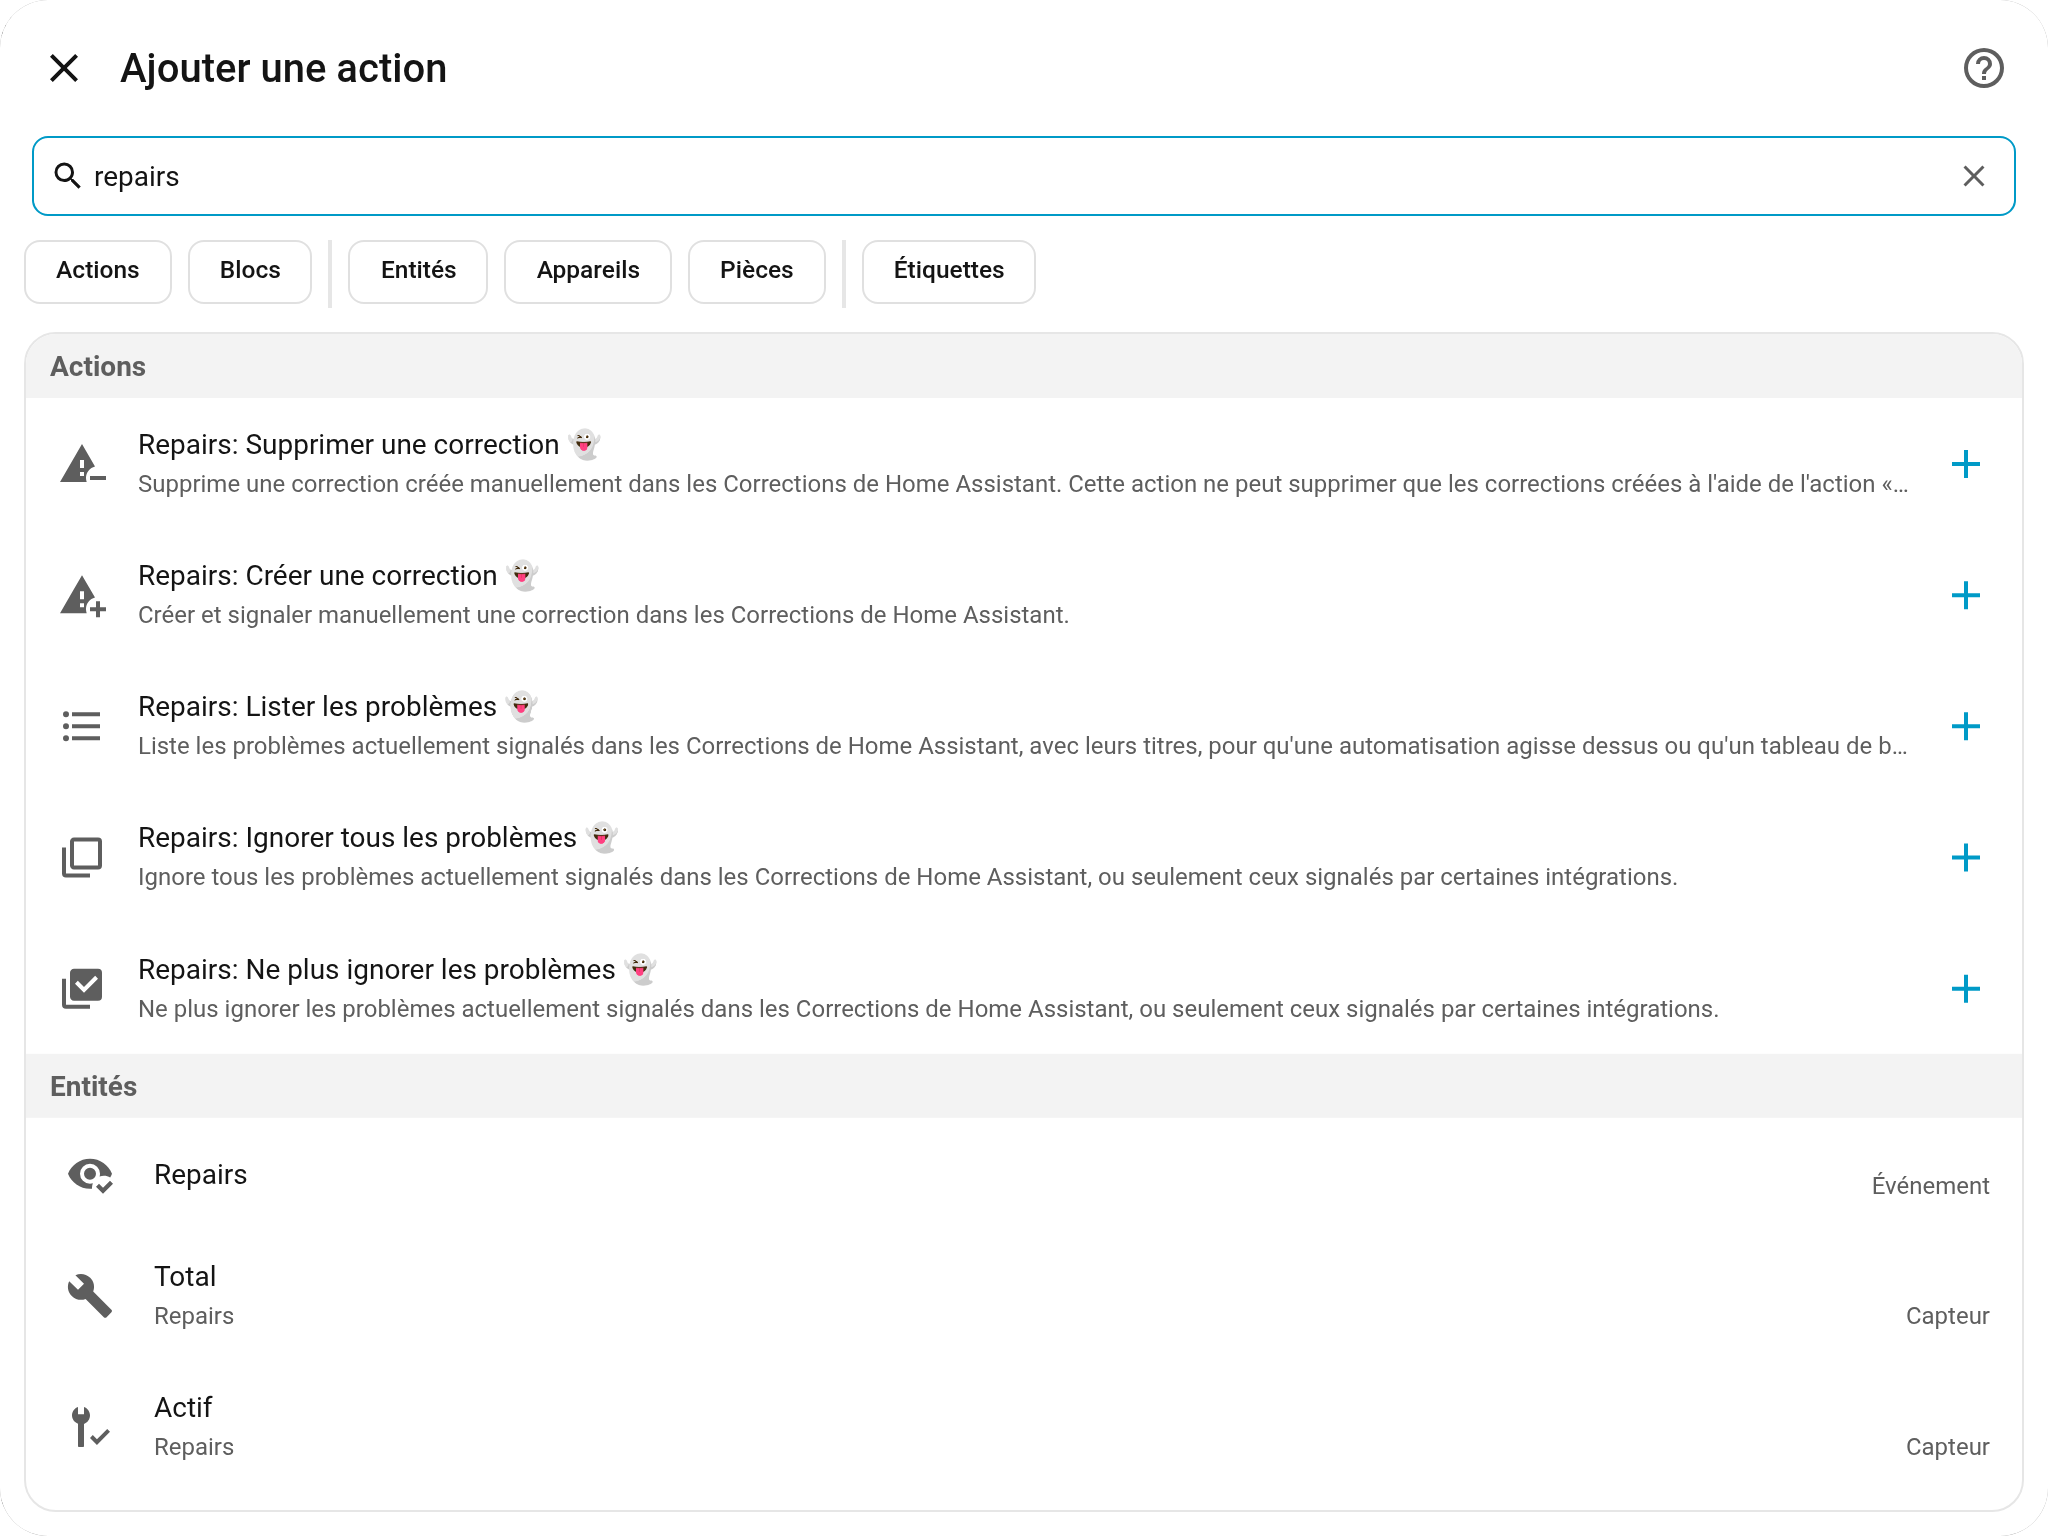 Ajouter une action
repairs
Actions
Blocs
Entités
Appareils
Pièces
Étiquettes
Actions
Repairs: Supprimer une correction 👻
Supprime une correction créée manuellement dans les Corrections de Home Assistant. Cette action ne peut supprimer que les corrections créées à l'aide de l'action «…
Repairs: Créer une correction 👻
Créer et signaler manuellement une correction dans les Corrections de Home Assistant.
Repairs: Lister les problèmes 👻
Liste les problèmes actuellement signalés dans les Corrections de Home Assistant, avec leurs titres, pour qu'une automatisation agisse dessus ou qu'un tableau de b…
Repairs: Ignorer tous les problèmes 👻
Ignore tous les problèmes actuellement signalés dans les Corrections de Home Assistant, ou seulement ceux signalés par certaines intégrations.
Repairs: Ne plus ignorer les problèmes 👻
Ne plus ignorer les problèmes actuellement signalés dans les Corrections de Home Assistant, ou seulement ceux signalés par certaines intégrations.
Entités
Repairs
Événement
Total
Repairs
Capteur
Actif
Repairs
Capteur